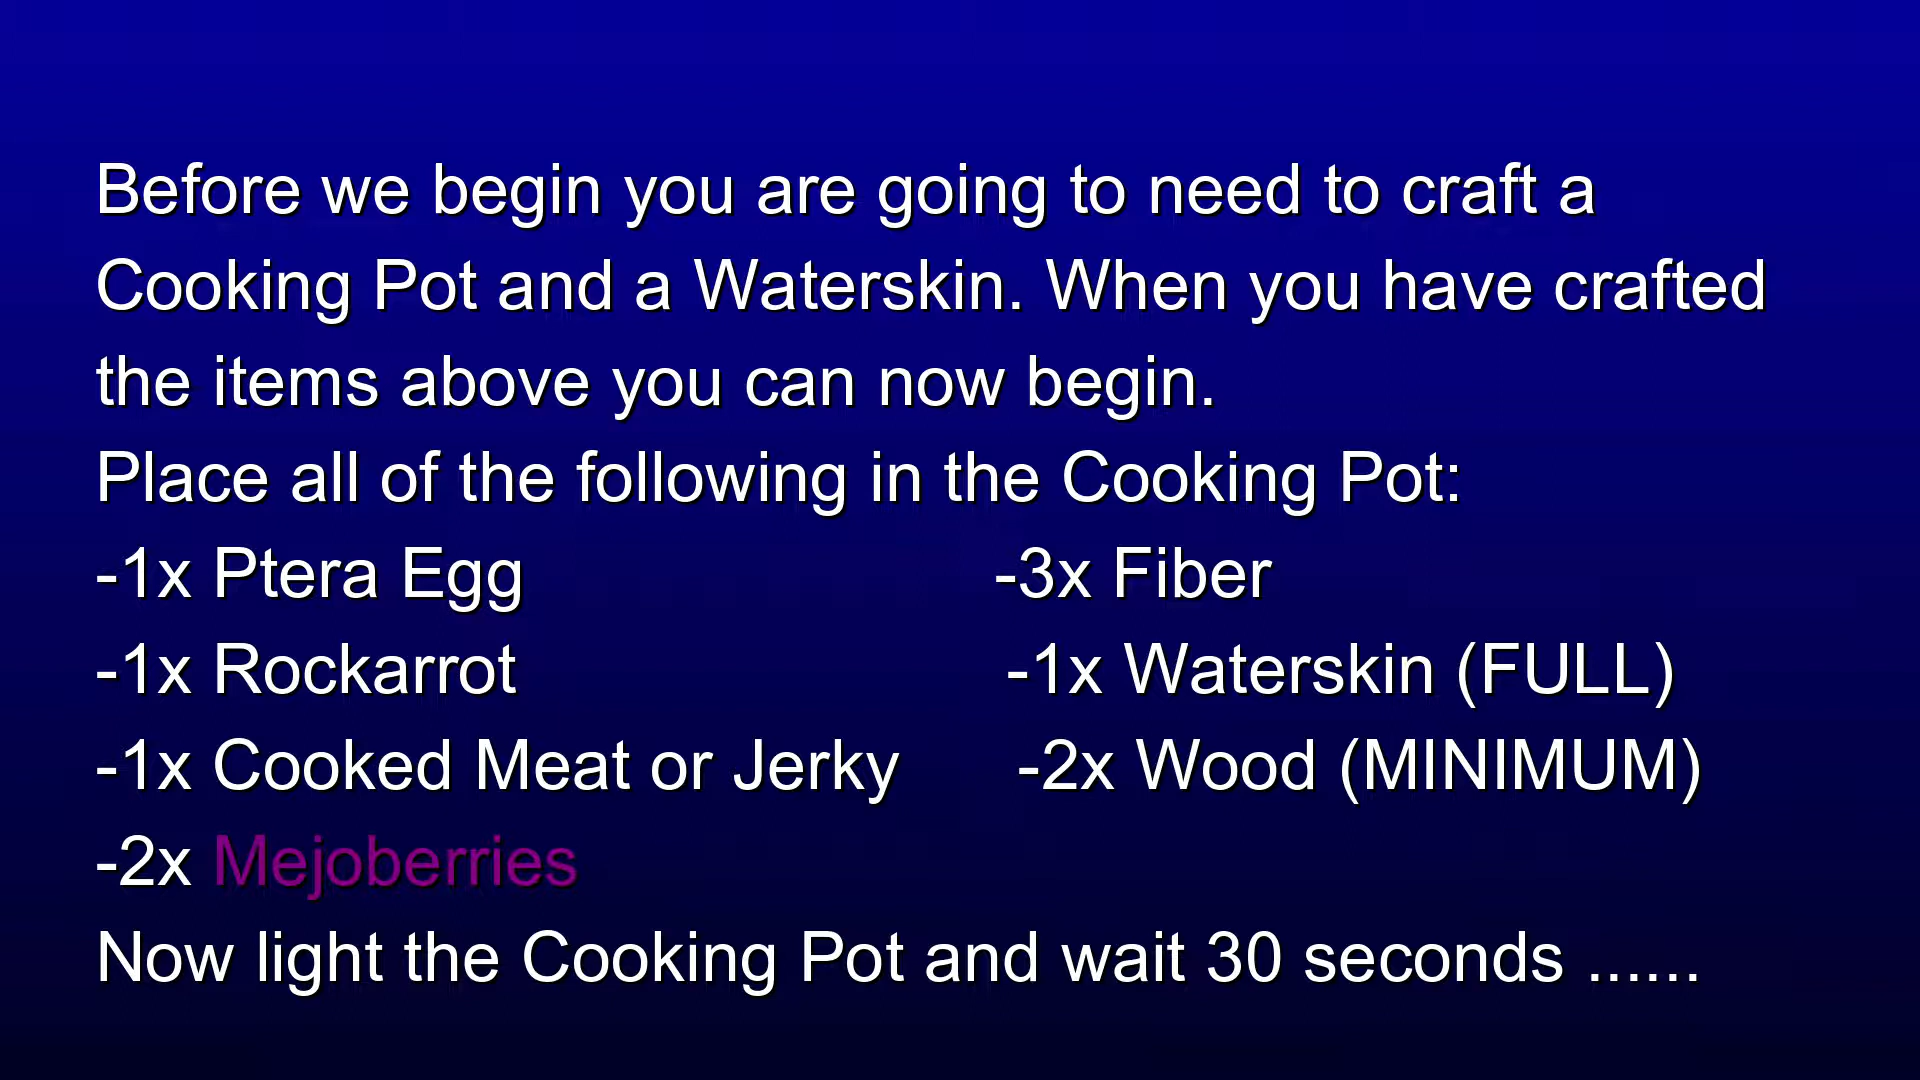 Before we begin you are going to need to craft a
Cooking Pot and a Waterskin. When you have crafted
the items above you can now begin.
Place all of the following in the Cooking Pot:
-1x Ptera Egg -3x Fiber
-1x Rockarrot -1x Waterskin (FULL)
-1x Cooked Meat or Jerky -2x Wood (MINIMUM)
-2x Mejoberries
Now light the Cooking Pot and wait 30 seconds ......